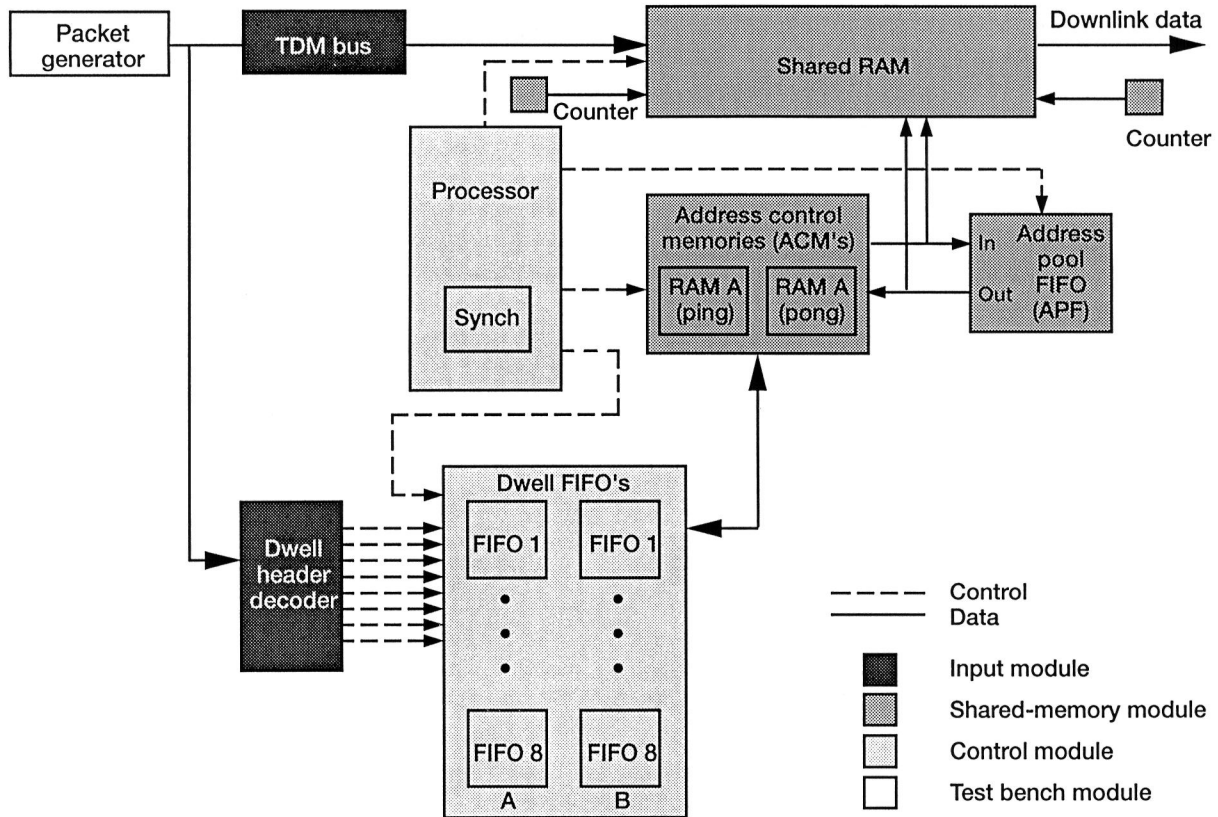 Packet
generator
TDM bus
Shared RAM
Downlink data
Counter
Counter
Processor
Synch
Address control
memories (ACM's)
RAM A
(ping)
RAM A
(pong)
In
Out
Address
pool
FIFO
(APF)
Dwell
header
decoder
Dwell FIFO's
FIFO 1
FIFO 1
FIFO 8
FIFO 8
A
B
Control
Data
Input module
Shared-memory module
Control module
Test bench module